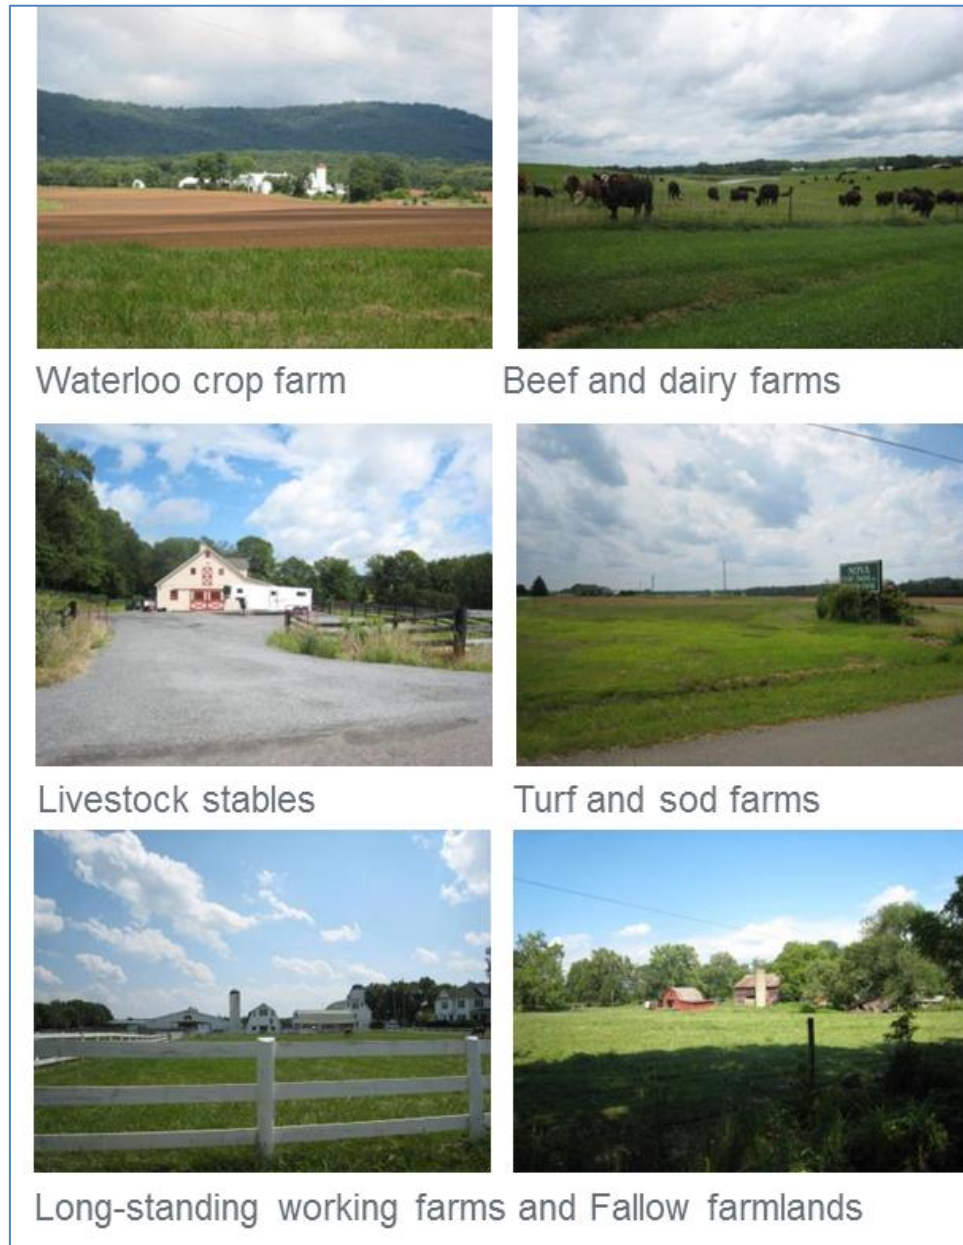 Waterloo crop farm
Beef and dairy farms
NOVA
Livestock stables
Turf and sod farms
Long-standing working farms and Fallow farmlands